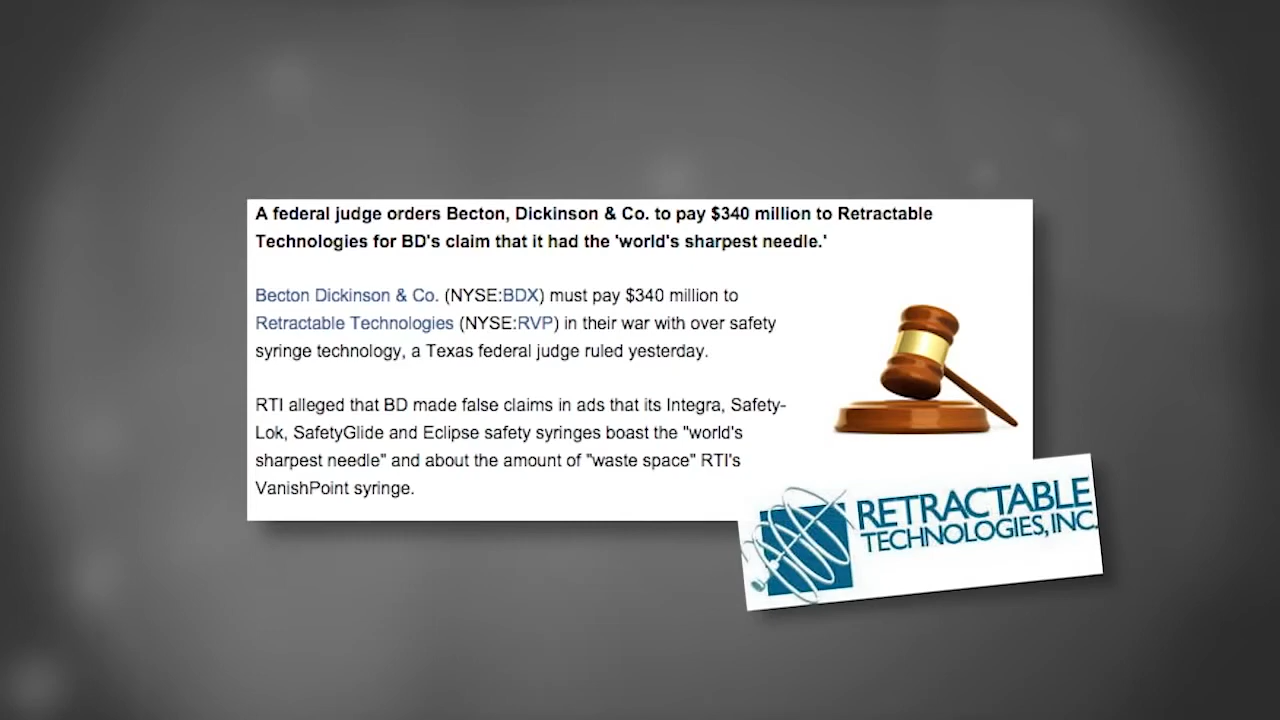 A federal judge orders Becton, Dickinson & Co. to pay $340 million to Retractable
Technologies for BD's claim that it had the 'world's sharpest needle.'
Becton Dickinson & Co. (NYSE:BDX) must pay $340 million to
Retractable Technologies (NYSE:RVP) in their war with over safety
syringe technology, a Texas federal judge ruled yesterday.
RTI alleged that BD made false claims in ads that its Integra, Safety-
Lok, SafetyGlide and Eclipse safety syringes boast the "world's
sharpest needle" and about the amount of "waste space" RTI's
VanishPoint syringe.
RETRACTABLE
TECHNOLOGIES, INC.